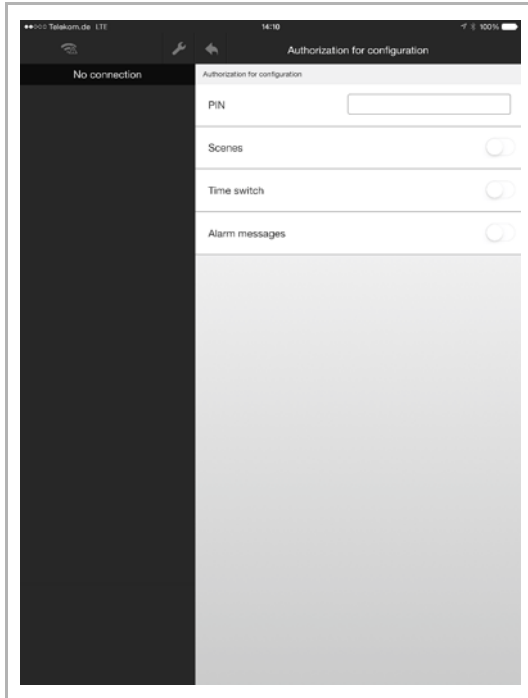 Telekom.de LTE 14:10 100%
Authorization for configuration
No connection
Authorization for configuration
PIN
Scenes
Time switch
Alarm messages